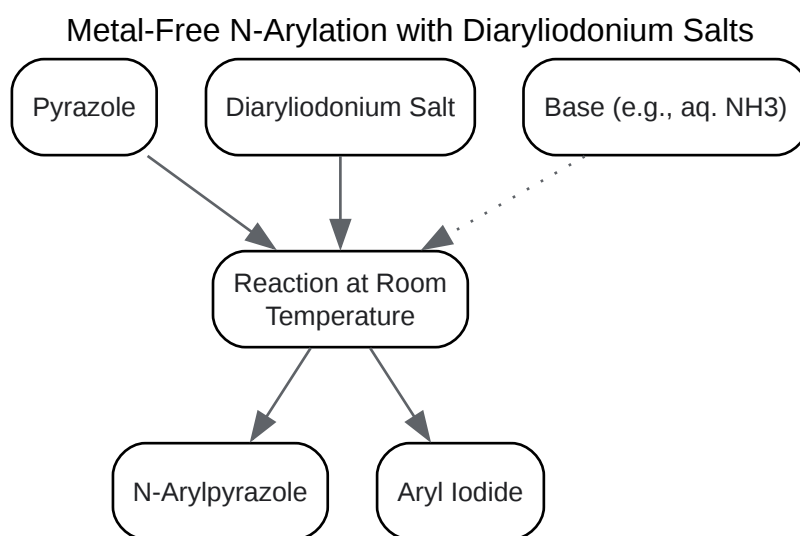 Metal-Free N-Arylation with Diaryliodonium Salts
Pyrazole
Diaryliodonium Salt
Base (e.g., aq. NH3)
Reaction at Room
Temperature
N-Arylpyrazole
Aryl Iodide